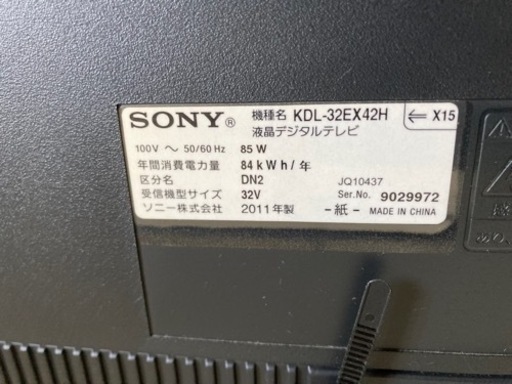 SONY® 機種名 KDL-32EX42H
液晶デジタルテレビ
⇐ X15
100V ～ 50/60 Hz 85 W
年間消費電力量 84 kWh/年
区分名 DN2 JQ10437
受信機型サイズ 32V Ser.No. 9029972
ソニー株式会社 2011年製 -紙- MADE IN CHINA